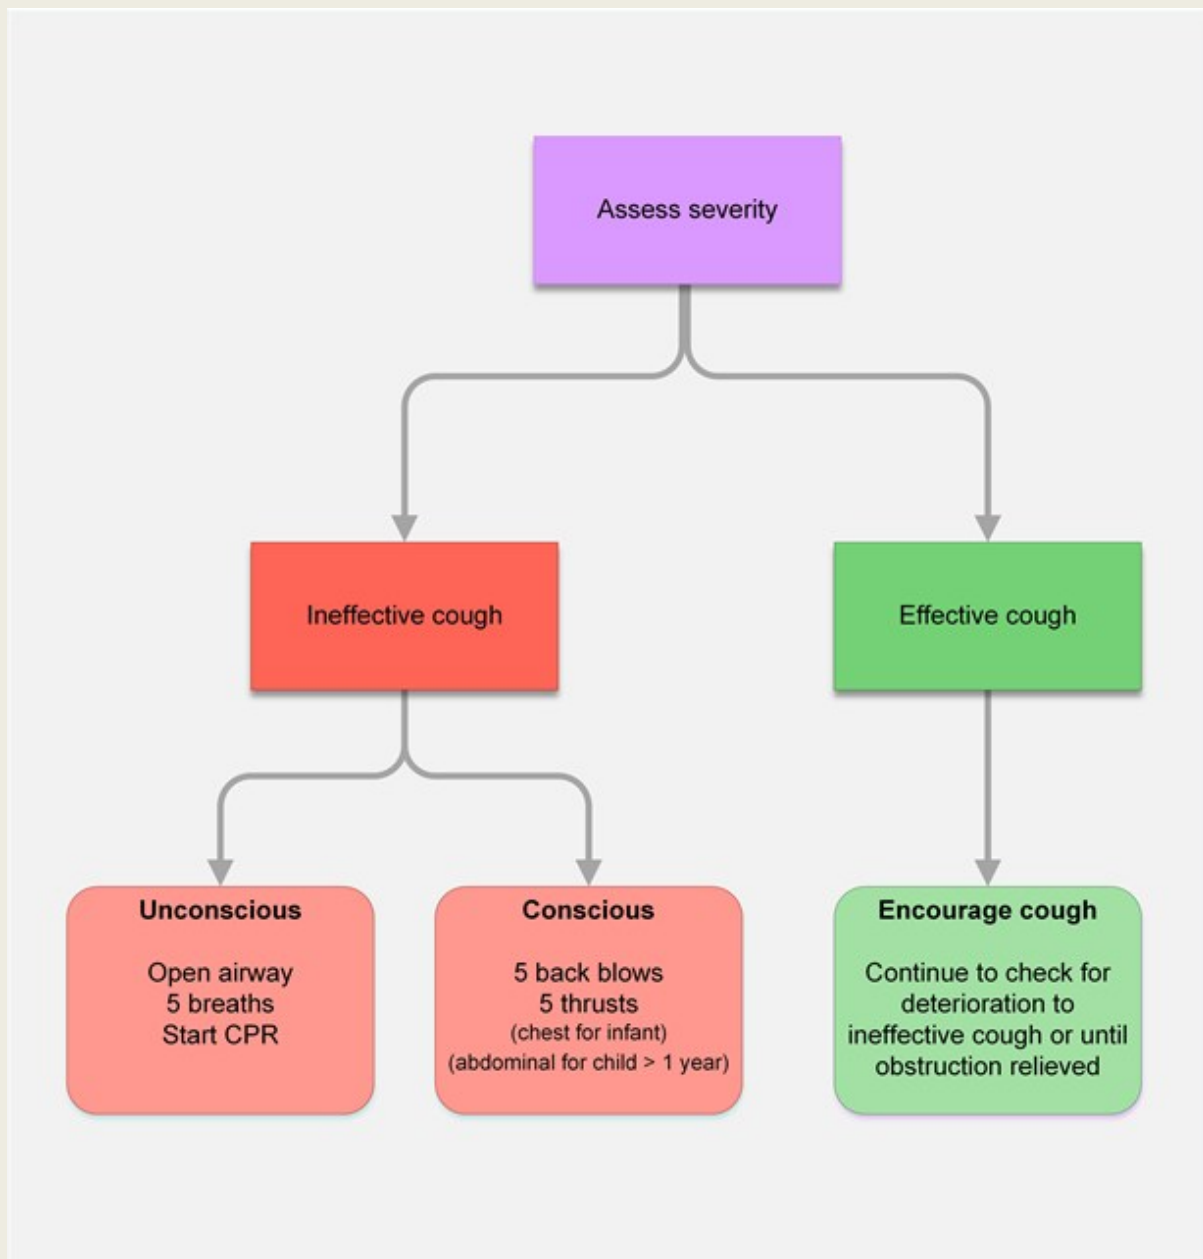 Assess severity
Ineffective cough
Effective cough
Unconscious
Open airway
5 breaths
Start CPR
Conscious
5 back blows
5 thrusts
(chest for infant)
(abdominal for child > 1 year)
Encourage cough
Continue to check for
deterioration to
ineffective cough or until
obstruction relieved